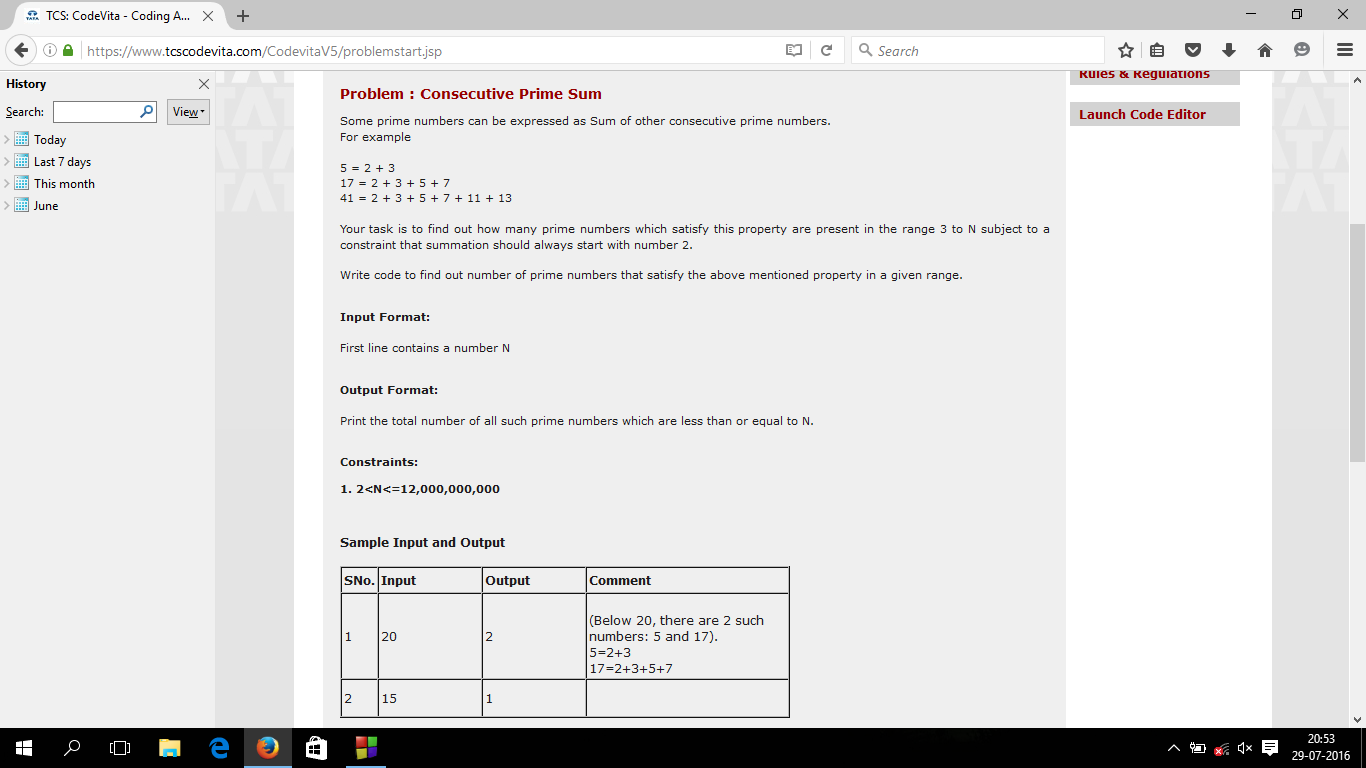 TCS: CodeVita - Coding A...
https://www.tcscodevita.com/CodevitaV5/problemstart.jsp
Search
History
Search:
View
Today
Last 7 days
This month
June
Rules & Regulations
Launch Code Editor
Problem : Consecutive Prime Sum
Some prime numbers can be expressed as Sum of other consecutive prime numbers.
For example
5 = 2 + 3
17 = 2 + 3 + 5 + 7
41 = 2 + 3 + 5 + 7 + 11 + 13
Your task is to find out how many prime numbers which satisfy this property are present in the range 3 to N subject to a
constraint that summation should always start with number 2.
Write code to find out number of prime numbers that satisfy the above mentioned property in a given range.
Input Format:
First line contains a number N
Output Format:
Print the total number of all such prime numbers which are less than or equal to N.
Constraints:
1. 2<N<=12,000,000,000
Sample Input and Output
SNo. Input Output Comment
(Below 20, there are 2 such
1 20 2 numbers: 5 and 17).
5=2+3
17=2+3+5+7
2 15 1
20:53
29-07-2016